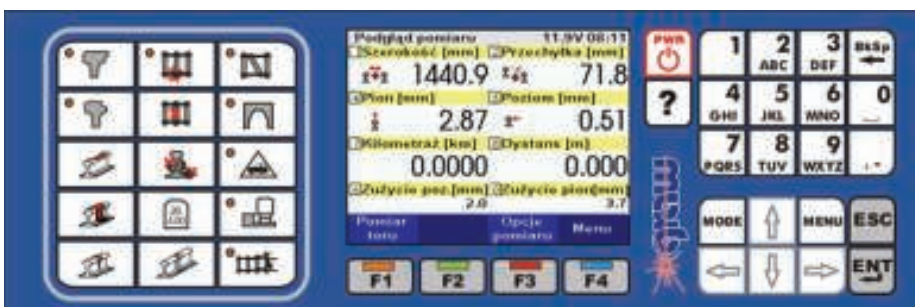 Podgląd pomiaru 11.9V 08:11
Szerokość [mm] Przechyłka [mm]
1440.9 71.8
Pion [mm] Poziom [mm]
2.87 0.51
Kilometraż [km] Dystans [m]
0.0000 0.000
Zużycie poz.[mm] Zużycie pion[mm]
2.0 3.7
Pomiar toru
Opcje pomiaru
Menu
F1 F2 F3 F4
PWR
?
1 2 ABC 3 DEF BkSp
4 GHI 5 JKL 6 MNO 0
7 PQRS 8 TUV 9 WXYZ
MODE MENU ESC
ENT